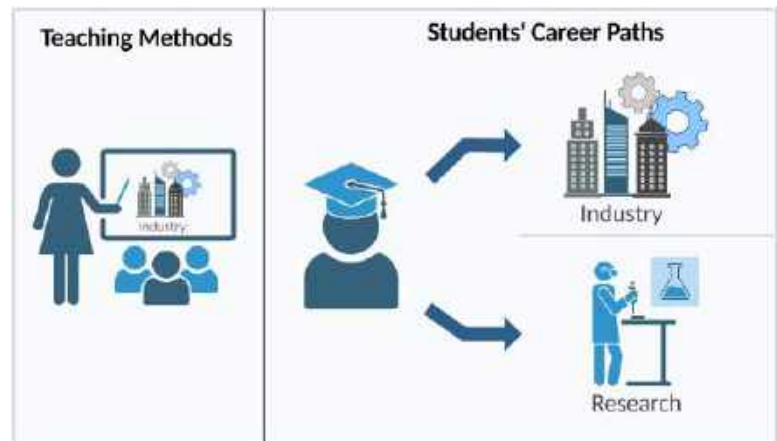 Teaching Methods
Students' Career Paths
Industry
Industry
Research